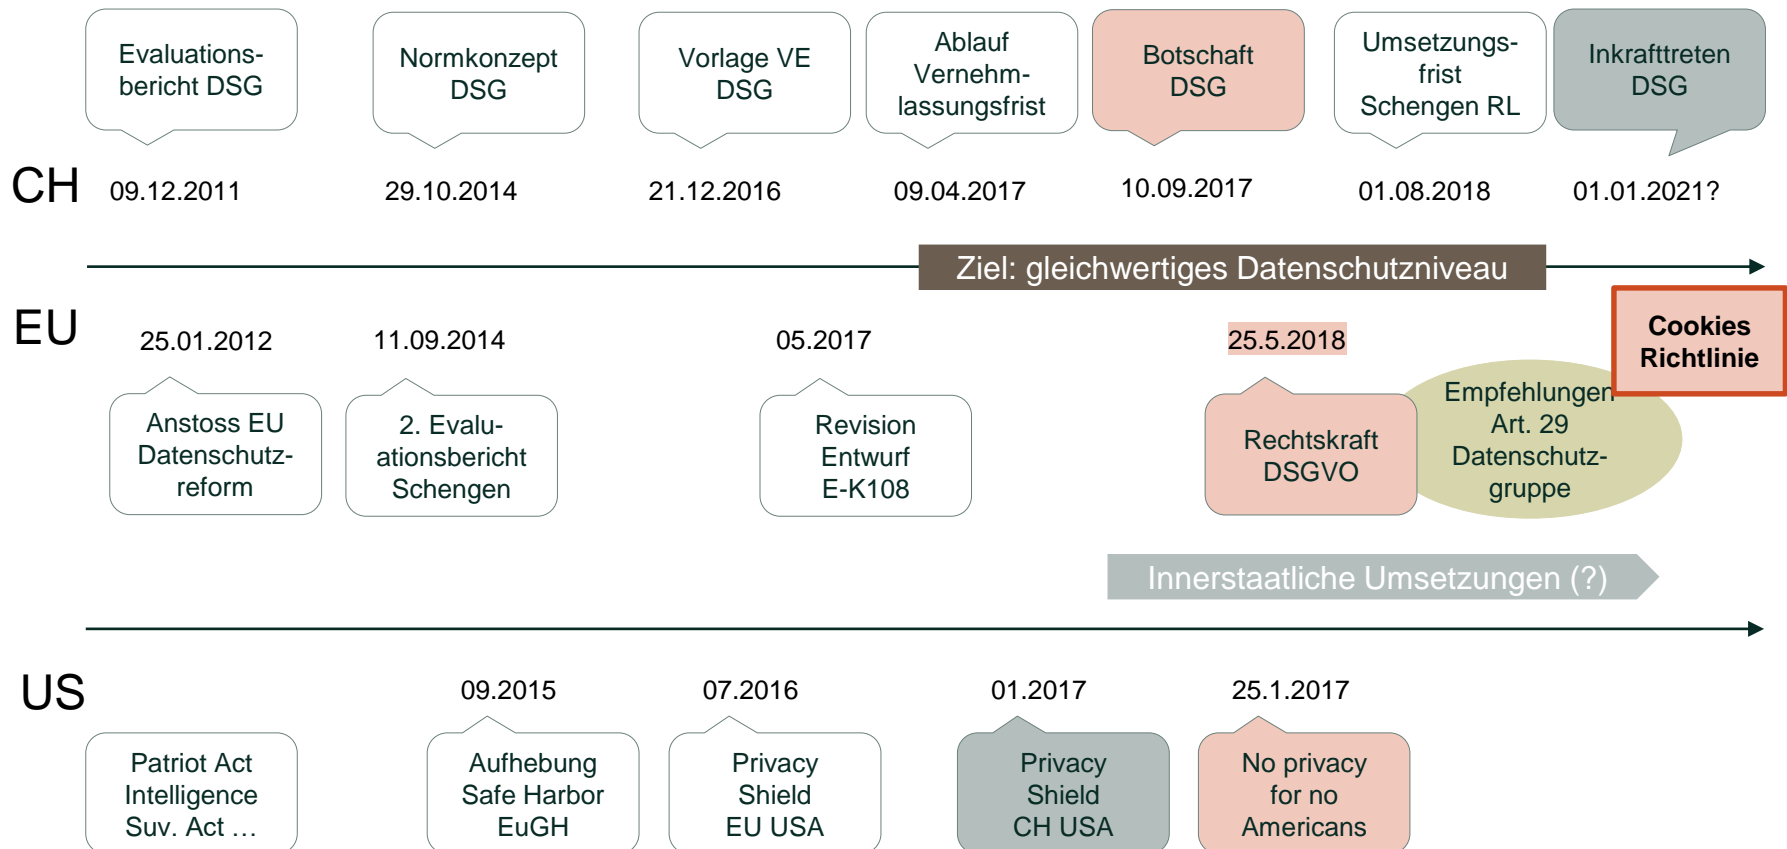 Evaluations-
bericht DSG
Normkonzept
DSG
Vorlage VE
DSG
Ablauf
Vernehm-
lassungsfrist
Botschaft
DSG
Umsetzungs-
frist
Schengen RL
Inkrafttreten
DSG
CH
09.12.2011
29.10.2014
21.12.2016
09.04.2017
10.09.2017
01.08.2018
01.01.2021?
Ziel: gleichwertiges Datenschutzniveau
EU
25.01.2012
11.09.2014
05.2017
25.5.2018
Cookies
Richtlinie
Anstoss EU
Datenschutz-
reform
2. Evalu-
ationsbericht
Schengen
Revision
Entwurf
E-K108
Rechtskraft
DSGVO
Empfehlungen
Art. 29
Datenschutz-
gruppe
Innerstaatliche Umsetzungen (?)
US
09.2015
07.2016
01.2017
25.1.2017
Patriot Act
Intelligence
Suv. Act …
Aufhebung
Safe Harbor
EuGH
Privacy
Shield
EU USA
Privacy
Shield
CH USA
No privacy
for no
Americans